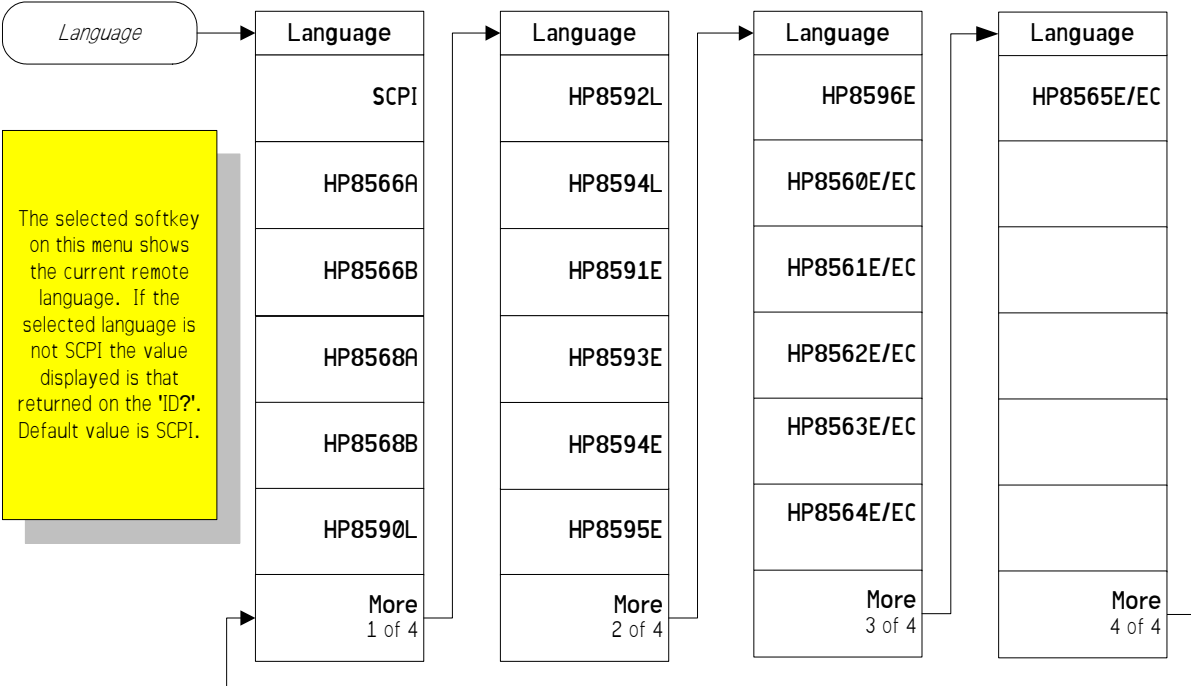 Language
The selected softkey
on this menu shows
the current remote
language. If the
selected language is
not SCPI the value
displayed is that
returned on the 'ID?'.
Default value is SCPI.
Language
SCPI
HP8566A
HP8566B
HP8568A
HP8568B
HP8590L
More
1 of 4
Language
HP8592L
HP8594L
HP8591E
HP8593E
HP8594E
HP8595E
More
2 of 4
Language
HP8596E
HP8560E/EC
HP8561E/EC
HP8562E/EC
HP8563E/EC
HP8564E/EC
More
3 of 4
Language
HP8565E/EC
More
4 of 4